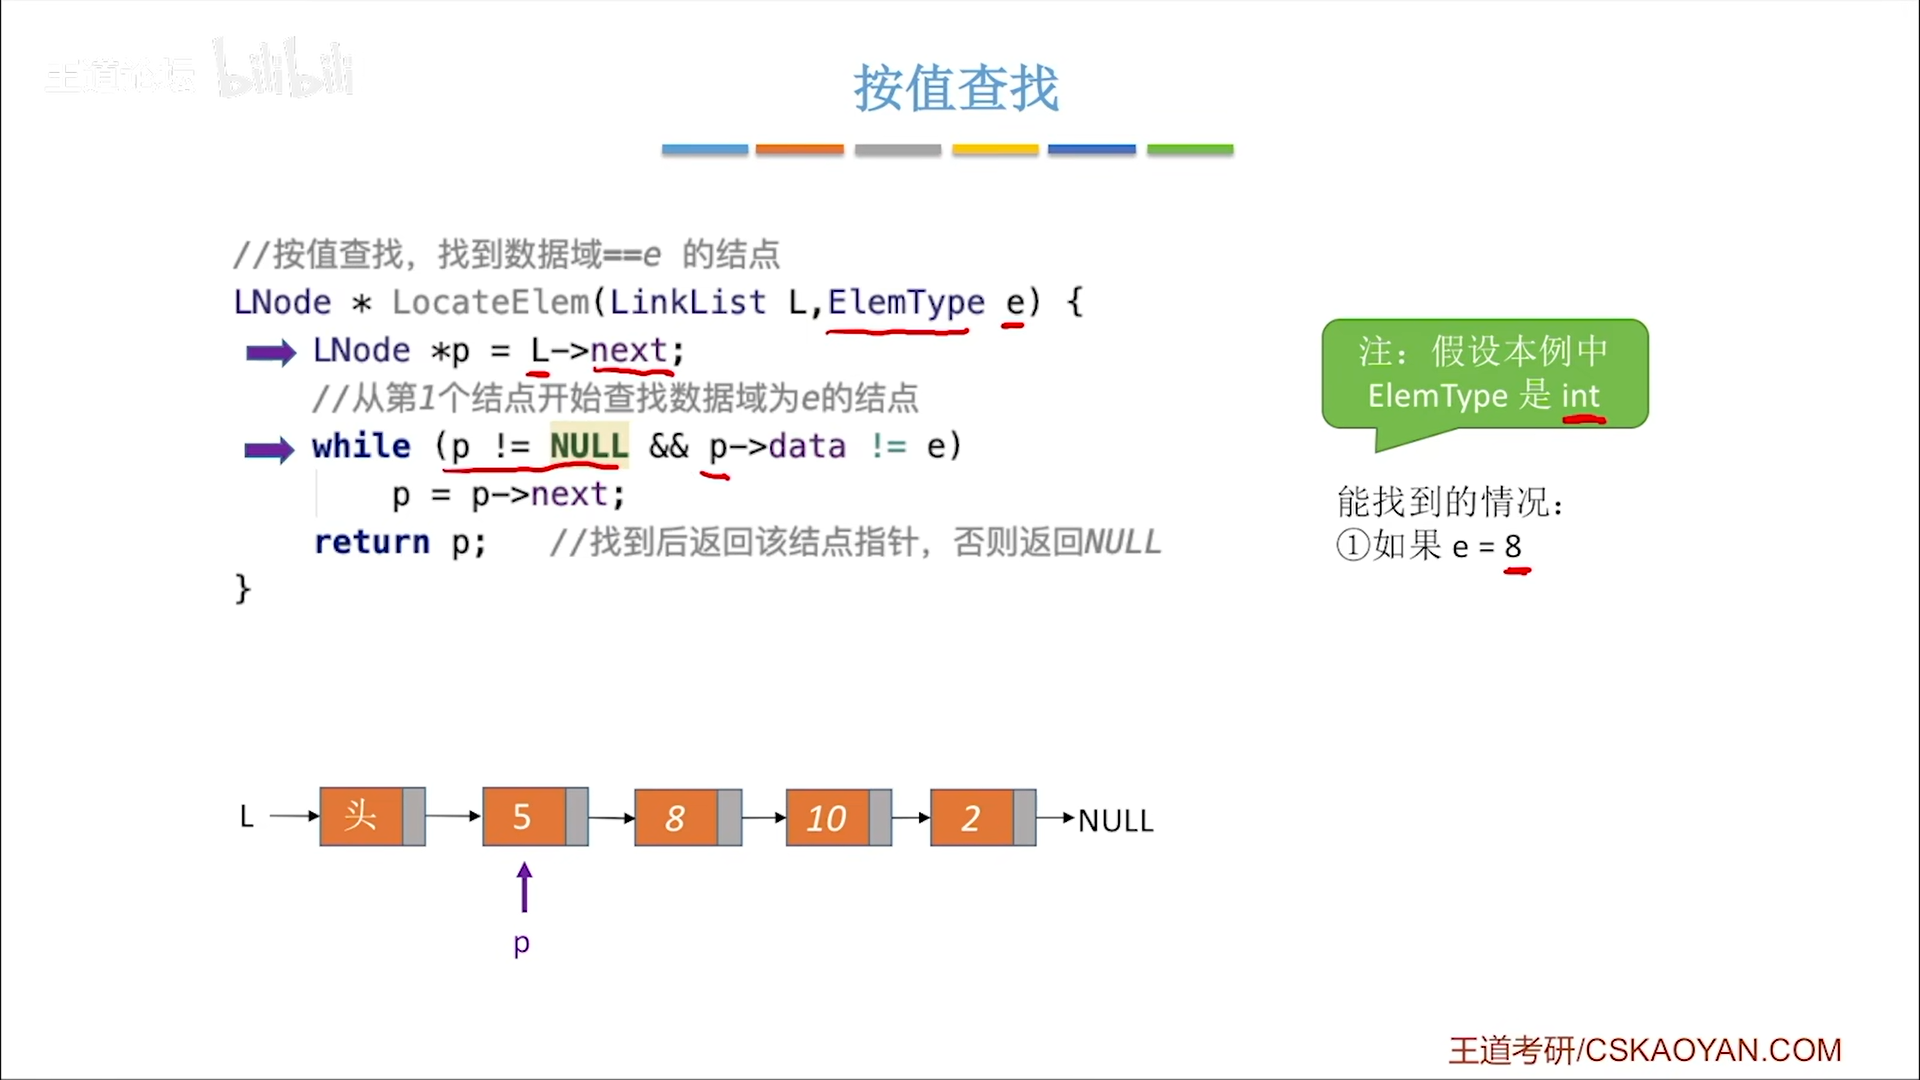 王道论坛 bilibili
按值查找
//按值查找，找到数据域==e 的结点
LNode * LocateElem(LinkList L,ElemType e) {
LNode *p = L->next;
//从第1个结点开始查找数据域为e的结点
while (p != NULL && p->data != e)
p = p->next;
return p; //找到后返回该结点指针，否则返回NULL
}
注：假设本例中
ElemType 是 int
能找到的情况：
①如果 e = 8
L 头 5 8 10 2 NULL
p
王道考研/CSKAOYAN.COM